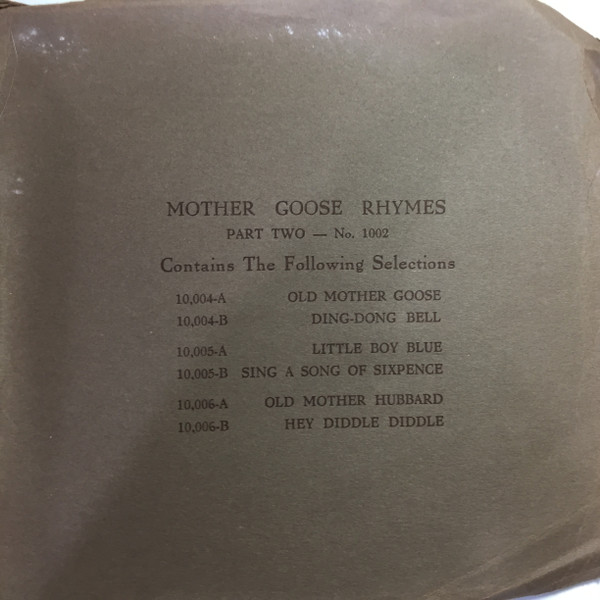 MOTHER GOOSE RHYMES
PART TWO — No. 1002
Contains The Following Selections
10,004-A OLD MOTHER GOOSE
10,004-B DING-DONG BELL
10,005-A LITTLE BOY BLUE
10,005-B SING A SONG OF SIXPENCE
10,006-A OLD MOTHER HUBBARD
10,006-B HEY DIDDLE DIDDLE